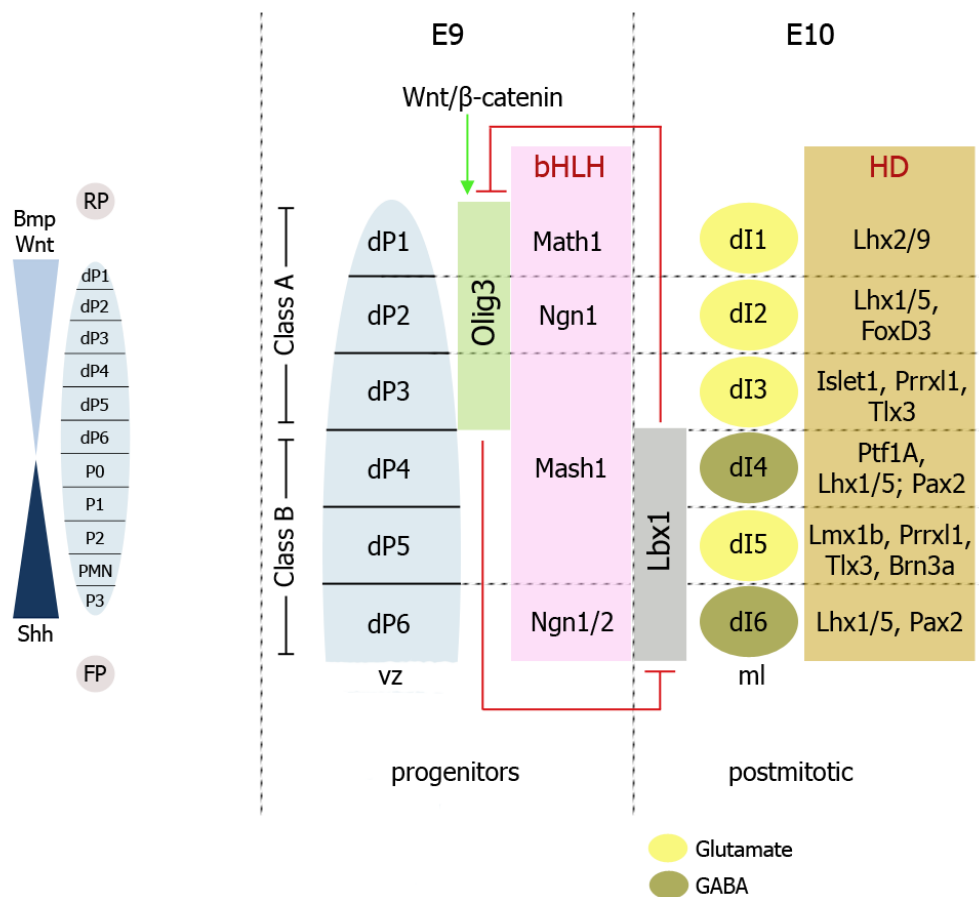 E9
E10
Wnt/β-catenin
RP
Bmp
Wnt
dP1
dP2
dP3
dP4
dP5
dP6
P0
P1
P2
PMN
P3
Shh
FP
Class A
Class B
dP1
dP2
dP3
dP4
dP5
dP6
vz
Olig3
bHLH
Math1
Ngn1
Mash1
Ngn1/2
Lbx1
dI1
dI2
dI3
dI4
dI5
dI6
ml
HD
Lhx2/9
Lhx1/5,
FoxD3
Islet1, Prrxl1,
Tlx3
Ptf1A,
Lhx1/5; Pax2
Lmx1b, Prrxl1,
Tlx3, Brn3a
Lhx1/5, Pax2
progenitors
postmitotic
Glutamate
GABA